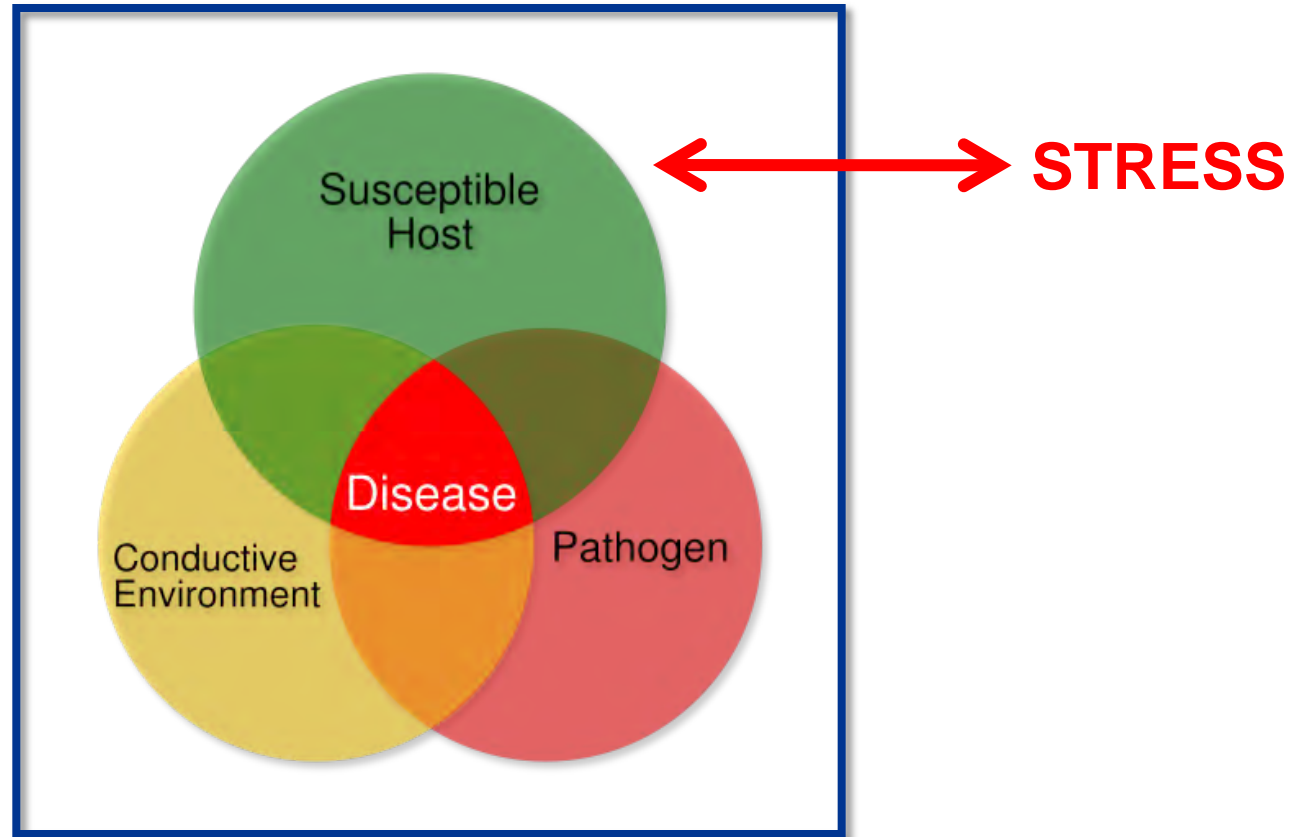 STRESS
Susceptible
Host
Disease
Conductive
Environment
Pathogen